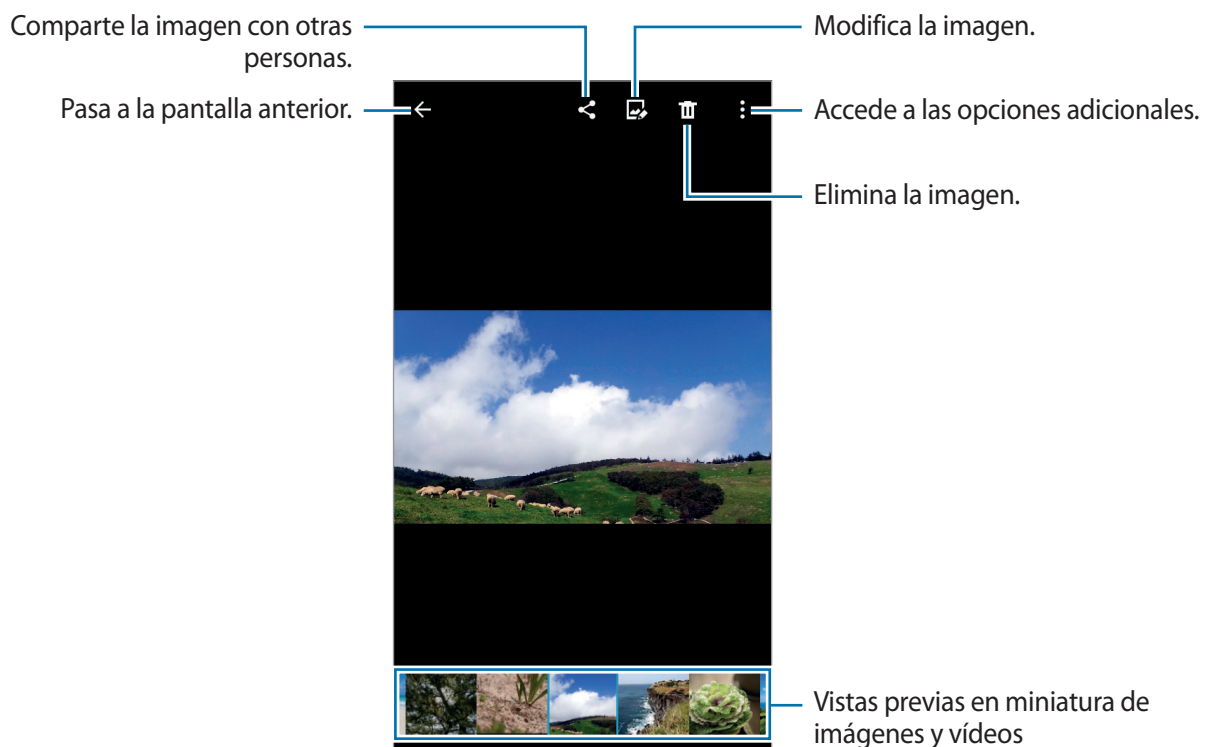 Comparte la imagen con otras
personas.
Pasa a la pantalla anterior.
Modifica la imagen.
Accede a las opciones adicionales.
Elimina la imagen.
Vistas previas en miniatura de
imágenes y vídeos